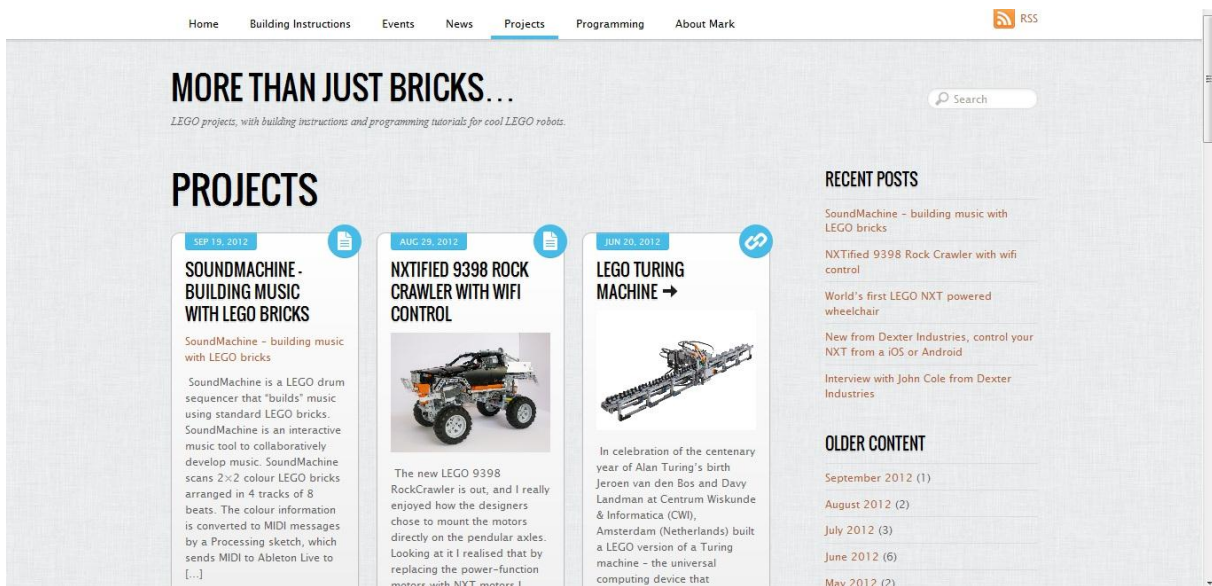 Home Building Instructions Events News Projects Programming About Mark
RSS
MORE THAN JUST BRICKS...
Search
LEGO projects, with building instructions and programming tutorials for cool LEGO robots.
PROJECTS
SEP 19, 2012
SOUNDMACHINE -
BUILDING MUSIC
WITH LEGO BRICKS
SoundMachine – building music
with LEGO bricks
SoundMachine is a LEGO drum
sequencer that “builds” music
using standard LEGO bricks.
SoundMachine is an interactive
music tool to collaboratively
develop music. SoundMachine
scans 2×2 colour LEGO bricks
arranged in 4 tracks of 8
beats. The colour information
is converted to MIDI messages
by a Processing sketch, which
sends MIDI to Ableton Live to
[...]
AUG 29, 2012
NXTIFIED 9398 ROCK
CRAWLER WITH WIFI
CONTROL
The new LEGO 9398
RockCrawler is out, and I really
enjoyed how the designers
chose to mount the motors
directly on the pendular axles.
Looking at it I realised that by
replacing the power-function
motors with NXT motors I
JUN 20, 2012
LEGO TURING
MACHINE →
In celebration of the centenary
year of Alan Turing’s birth
Jeroen van den Bos and Davy
Landman at Centrum Wiskunde
& Informatica (CWI),
Amsterdam (Netherlands) built
a LEGO version of a Turing
machine – the universal
computing device that
RECENT POSTS
SoundMachine – building music with
LEGO bricks
NXTified 9398 Rock Crawler with wifi
control
World’s first LEGO NXT powered
wheelchair
New from Dexter Industries, control your
NXT from a iOS or Android
Interview with John Cole from Dexter
Industries
OLDER CONTENT
September 2012 (1)
August 2012 (2)
July 2012 (3)
June 2012 (6)
May 2012 (2)